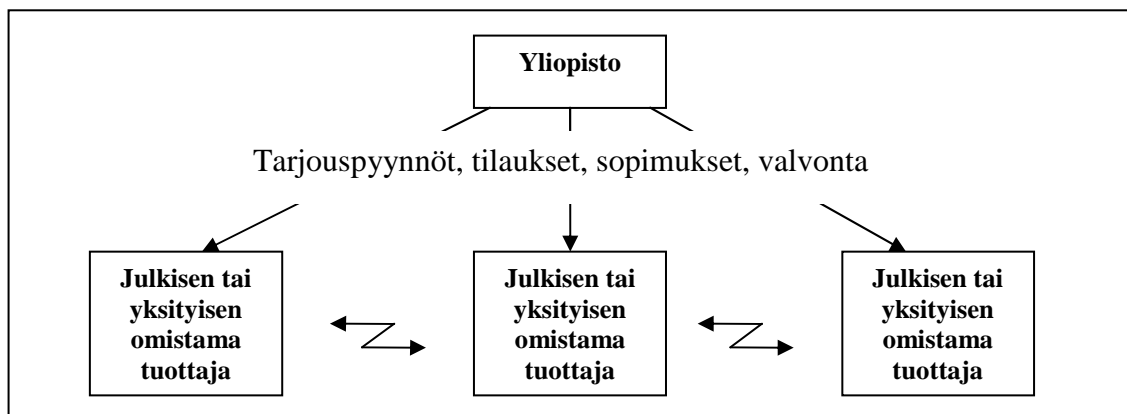 Yliopisto
Tarjouspyynnöt, tilaukset, sopimukset, valvonta
Julkisen tai
yksityisen
omistama
tuottaja
Julkisen tai
yksityisen
omistama
tuottaja
Julkisen tai
yksityisen
omistama
tuottaja